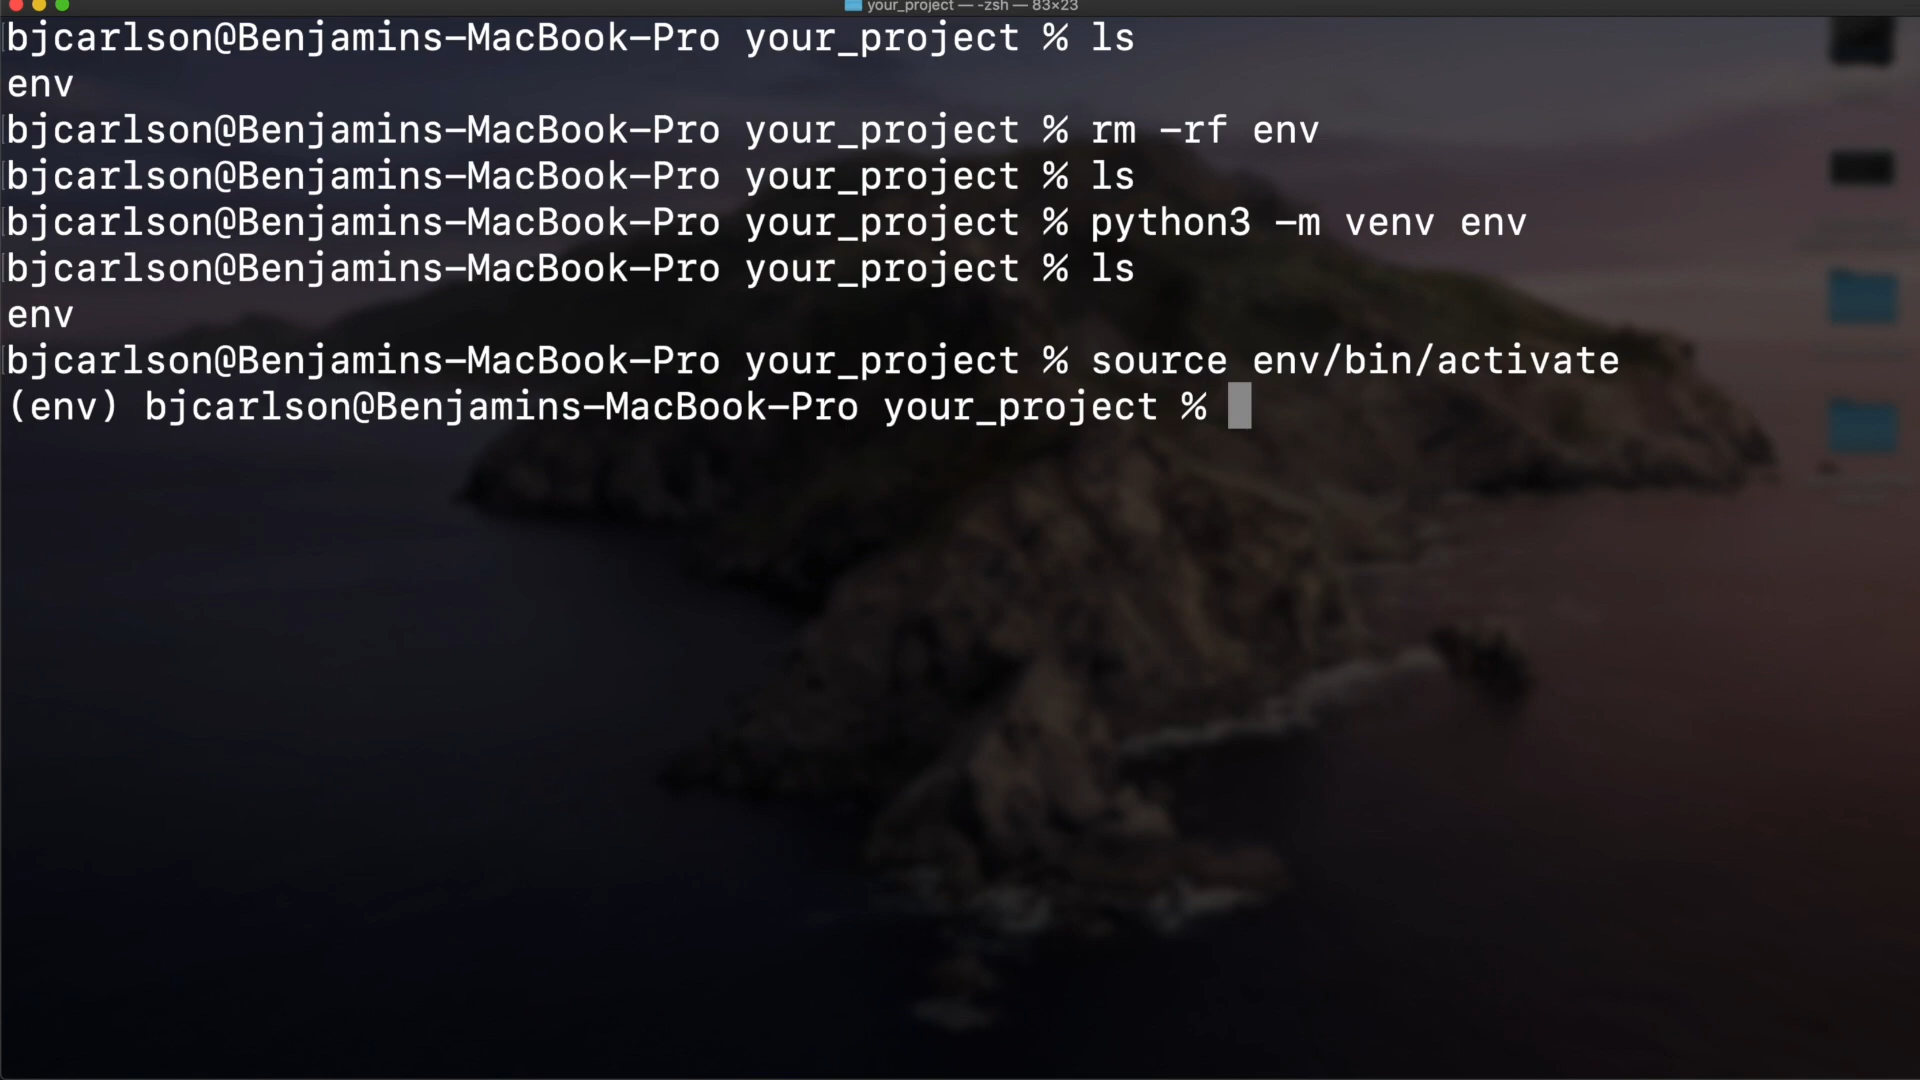 your_project — -zsh — 83×23
bjcarlson@Benjamins-MacBook-Pro your_project % ls
env
bjcarlson@Benjamins-MacBook-Pro your_project % rm -rf env
bjcarlson@Benjamins-MacBook-Pro your_project % ls
bjcarlson@Benjamins-MacBook-Pro your_project % python3 -m venv env
bjcarlson@Benjamins-MacBook-Pro your_project % ls
env
bjcarlson@Benjamins-MacBook-Pro your_project % source env/bin/activate
(env) bjcarlson@Benjamins-MacBook-Pro your_project %